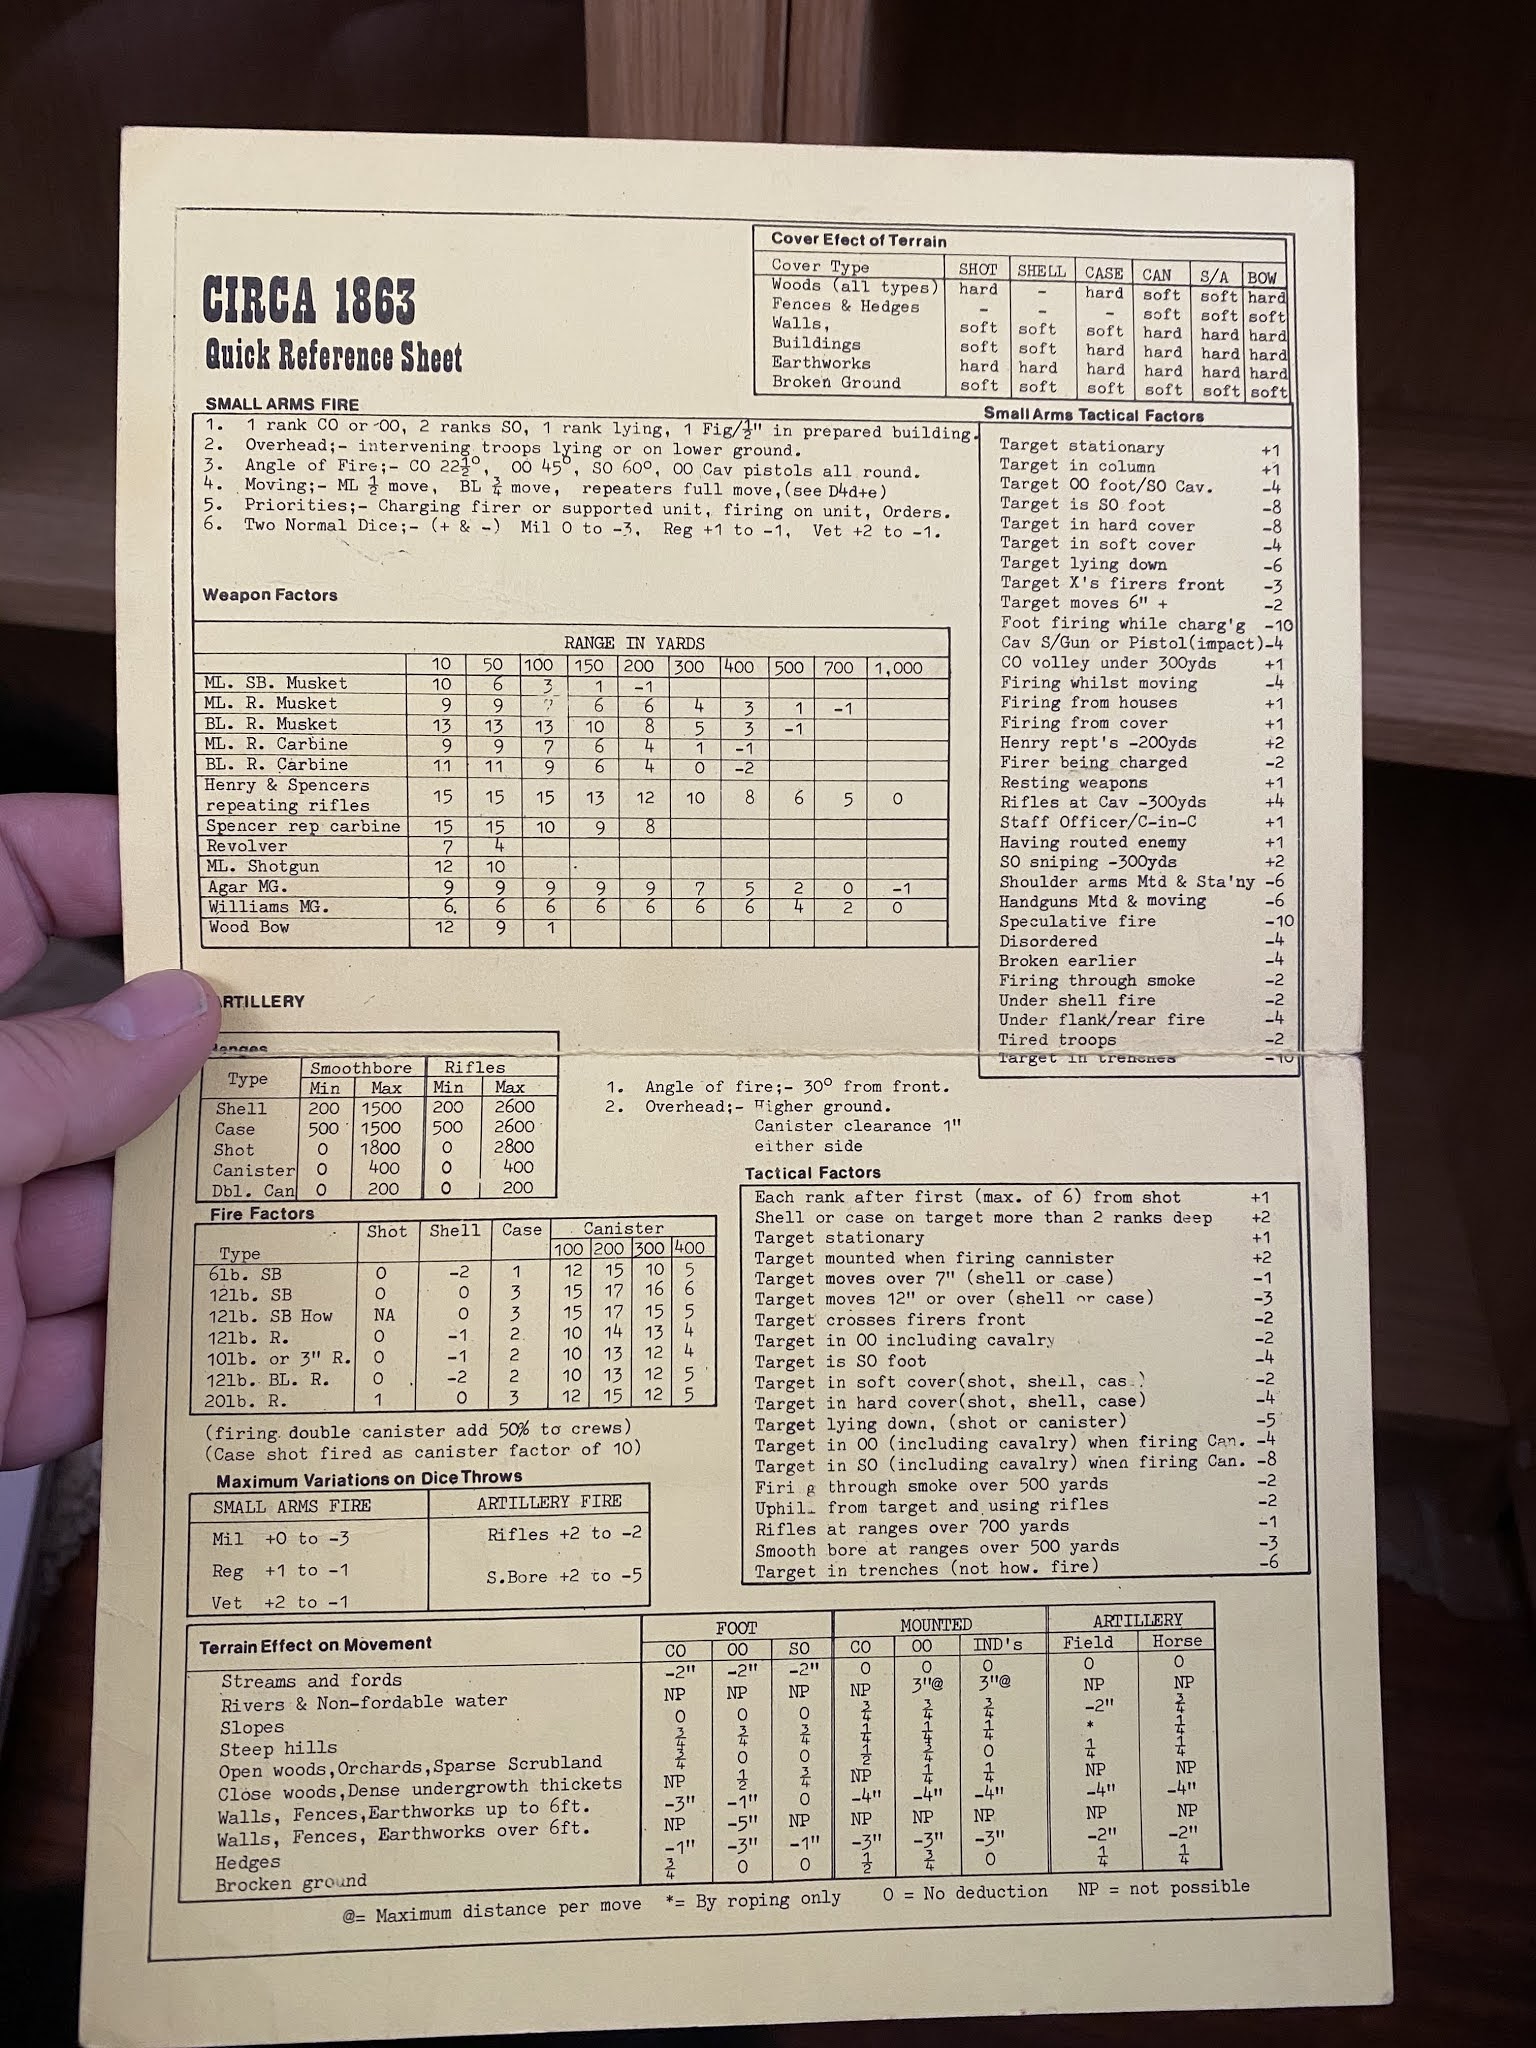 Cover Efect of Terrain
Cover Type SHOT SHELL CASE CAN S/A BOW
Woods (all types) hard - hard soft soft hard
Fences & Hedges - - - soft soft soft
Walls, soft soft soft hard hard hard
Buildings soft soft hard hard hard hard
Earthworks hard hard hard hard hard hard
Broken Ground soft soft soft soft soft soft
CIRCA 1863
Quick Reference Sheet
SMALL ARMS FIRE
1. 1 rank CO or OO, 2 ranks SO, 1 rank lying, 1 Fig/½" in prepared building.
2. Overhead;- intervening troops lying or on lower ground.
3. Angle of Fire;- CO 22½°, OO 45°, SO 60°, OO Cav pistols all round.
4. Moving;- ML ½ move, BL ¾ move, repeaters full move,(see D4d+e)
5. Priorities;- Charging firer or supported unit, firing on unit, Orders.
6. Two Normal Dice;- (+ & -) Mil 0 to -3, Reg +1 to -1, Vet +2 to -1.
Small Arms Tactical Factors
Target stationary +1
Target in column +1
Target OO foot/SO Cav. -4
Target is SO foot -8
Target in hard cover -8
Target in soft cover -4
Target lying down -6
Target X's firers front -3
Target moves 6" + -2
Foot firing while charg'g -10
Cav S/Gun or Pistol(impact)-4
CO volley under 300yds +1
Firing whilst moving -4
Firing from houses +1
Firing from cover +1
Henry rept's -200yds +2
Firer being charged -2
Resting weapons +1
Rifles at Cav -300yds +4
Staff Officer/C-in-C +1
Having routed enemy +1
SO sniping -300yds +2
Shoulder arms Mtd & Sta'ny -6
Handguns Mtd & moving -6
Speculative fire -10
Disordered -4
Broken earlier -4
Firing through smoke -2
Under shell fire -2
Under flank/rear fire -4
Tired troops -2
Target in trenches -10
Weapon Factors
RANGE IN YARDS
10 50 100 150 200 300 400 500 700 1,000
ML. SB. Musket 10 6 3 1 -1
ML. R. Musket 9 9 6 6 4 3 1 -1
BL. R. Musket 13 13 13 10 8 5 3 -1
ML. R. Carbine 9 9 7 6 4 1 -1
BL. R. Carbine 11 11 9 6 4 0 -2
Henry & Spencers
repeating rifles 15 15 15 13 12 10 8 6 5 0
Spencer rep carbine 15 15 10 9 8
Revolver 7 4
ML. Shotgun 12 10
Agar MG. 9 9 9 9 9 7 5 2 0 -1
Williams MG. 6. 6 6 6 6 6 6 4 2 0
Wood Bow 12 9 1
ARTILLERY
Ranges
Type Smoothbore Rifles
Min Max Min Max
Shell 200 1500 200 2600
Case 500 1500 500 2600
Shot 0 1800 0 2800
Canister 0 400 0 400
Dbl. Can 0 200 0 200
1. Angle of fire;- 30° from front.
2. Overhead;- Higher ground.
Canister clearance 1"
either side
Fire Factors
Type Shot Shell Case Canister
100 200 300 400
6lb. SB 0 -2 1 12 15 10 5
12lb. SB 0 0 3 15 17 16 6
12lb. SB How NA 0 3 15 17 15 5
12lb. R. 0 -1 2 10 14 13 4
10lb. or 3" R. 0 -1 2 10 13 12 4
12lb. BL. R. 0 -2 2 10 13 12 5
20lb. R. 1 0 3 12 15 12 5
(firing double canister add 50% to crews)
(Case shot fired as canister factor of 10)
Tactical Factors
Each rank after first (max. of 6) from shot +1
Shell or case on target more than 2 ranks deep +2
Target stationary +1
Target mounted when firing cannister +2
Target moves over 7" (shell or case) -1
Target moves 12" or over (shell or case) -3
Target crosses firers front -2
Target in OO including cavalry -2
Target is SO foot -4
Target in soft cover(shot, shell, cas ) -2
Target in hard cover(shot, shell, case) -4
Target lying down, (shot or canister) -5
Target in OO (including cavalry) when firing Can. -4
Target in SO (including cavalry) when firing Can. -8
Firi g through smoke over 500 yards -2
Uphill from target and using rifles -2
Rifles at ranges over 700 yards -1
Smooth bore at ranges over 500 yards -3
Target in trenches (not how. fire) -6
Maximum Variations on Dice Throws
SMALL ARMS FIRE ARTILLERY FIRE
Mil +0 to -3 Rifles +2 to -2
Reg +1 to -1 S.Bore +2 to -5
Vet +2 to -1
Terrain Effect on Movement FOOT MOUNTED ARTILLERY
CO OO SO CO OO IND's Field Horse
Streams and fords -2" -2" -2" 0 0 0 0 0
Rivers & Non-fordable water NP NP NP NP 3"@ 3"@ NP NP
Slopes 0 0 0 ¾ ¾ ¾ -2" ¾
Steep hills ¾ ¾ ¾ ¼ ¼ ¼ * ¼
Open woods,Orchards,Sparse Scrubland ¾ 0 0 ½ ¾ 0 ¼ ¼
Close woods,Dense undergrowth thickets NP ½ ¾ NP ¼ ¼ NP NP
Walls, Fences,Earthworks up to 6ft. -3" -1" 0 -4" -4" -4" -4" -4"
Walls, Fences, Earthworks over 6ft. NP -5" NP NP NP NP NP NP
Hedges -1" -3" -1" -3" -3" -3" -2" -2"
Brocken ground ¾ 0 0 ½ ¾ 0 ¼ ¼
@= Maximum distance per move *= By roping only 0 = No deduction NP = not possible